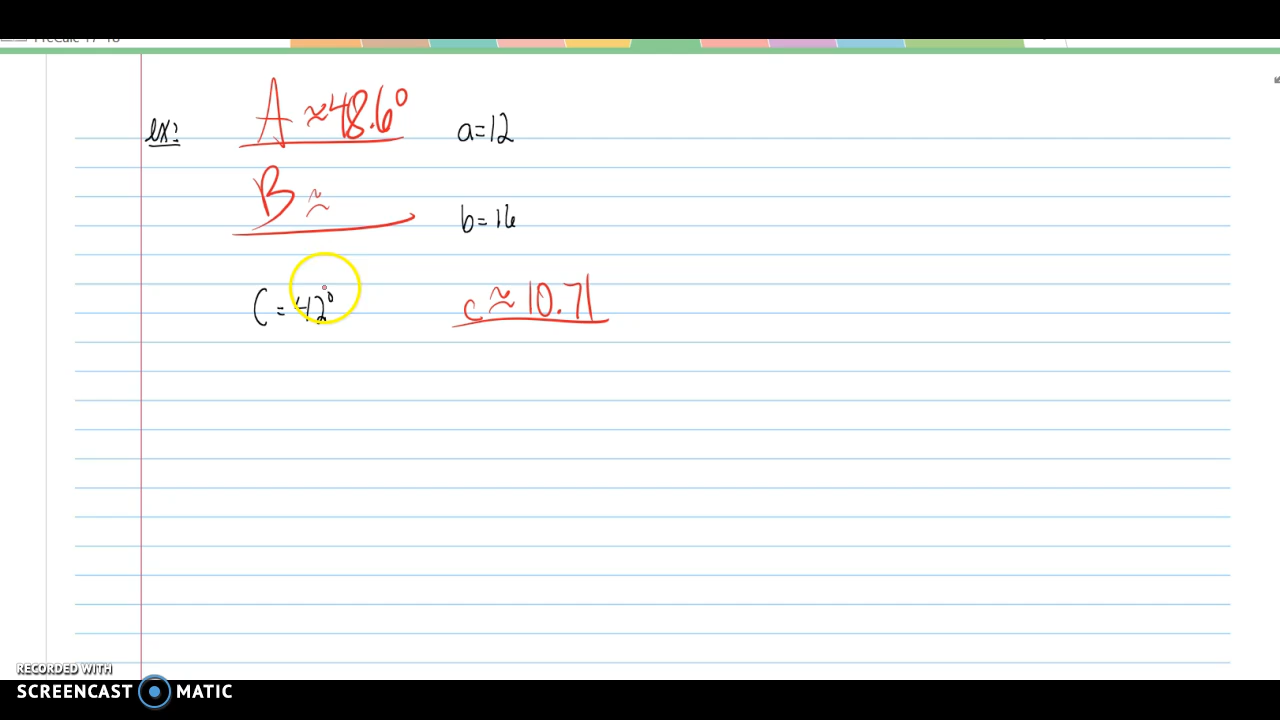 ex:
A ≈ 48.6°
a=12
B ≈
b=16
C = 42°
c ≈ 10.71
RECORDED WITH
SCREENCAST MATIC